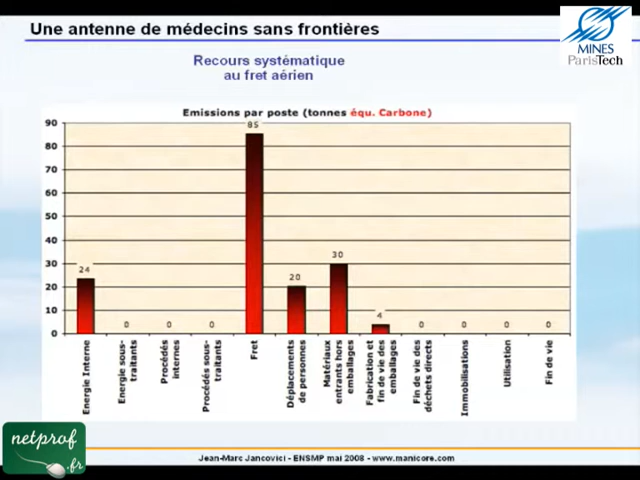 Une antenne de médecins sans frontières
MINES
ParisTech
Recours systématique
au fret aérien
Emissions par poste (tonnes équ. Carbone)
90
80
70
60
50
40
30
20
10
0
24
0
0
0
85
20
30
4
0
0
0
0
Energie Interne
Energie sous-
traitants
Procédés
internes
Procédés sous-
traitants
Fret
Déplacements
de personnes
Matériaux
entrants hors
emballages
Fabrication et
fin de vie des
emballages
Fin de vie des
déchets directs
Immobilisations
Utilisation
Fin de vie
netprof
.fr
Jean-Marc Jancovici - ENSMP mai 2008 - www.manicore.com